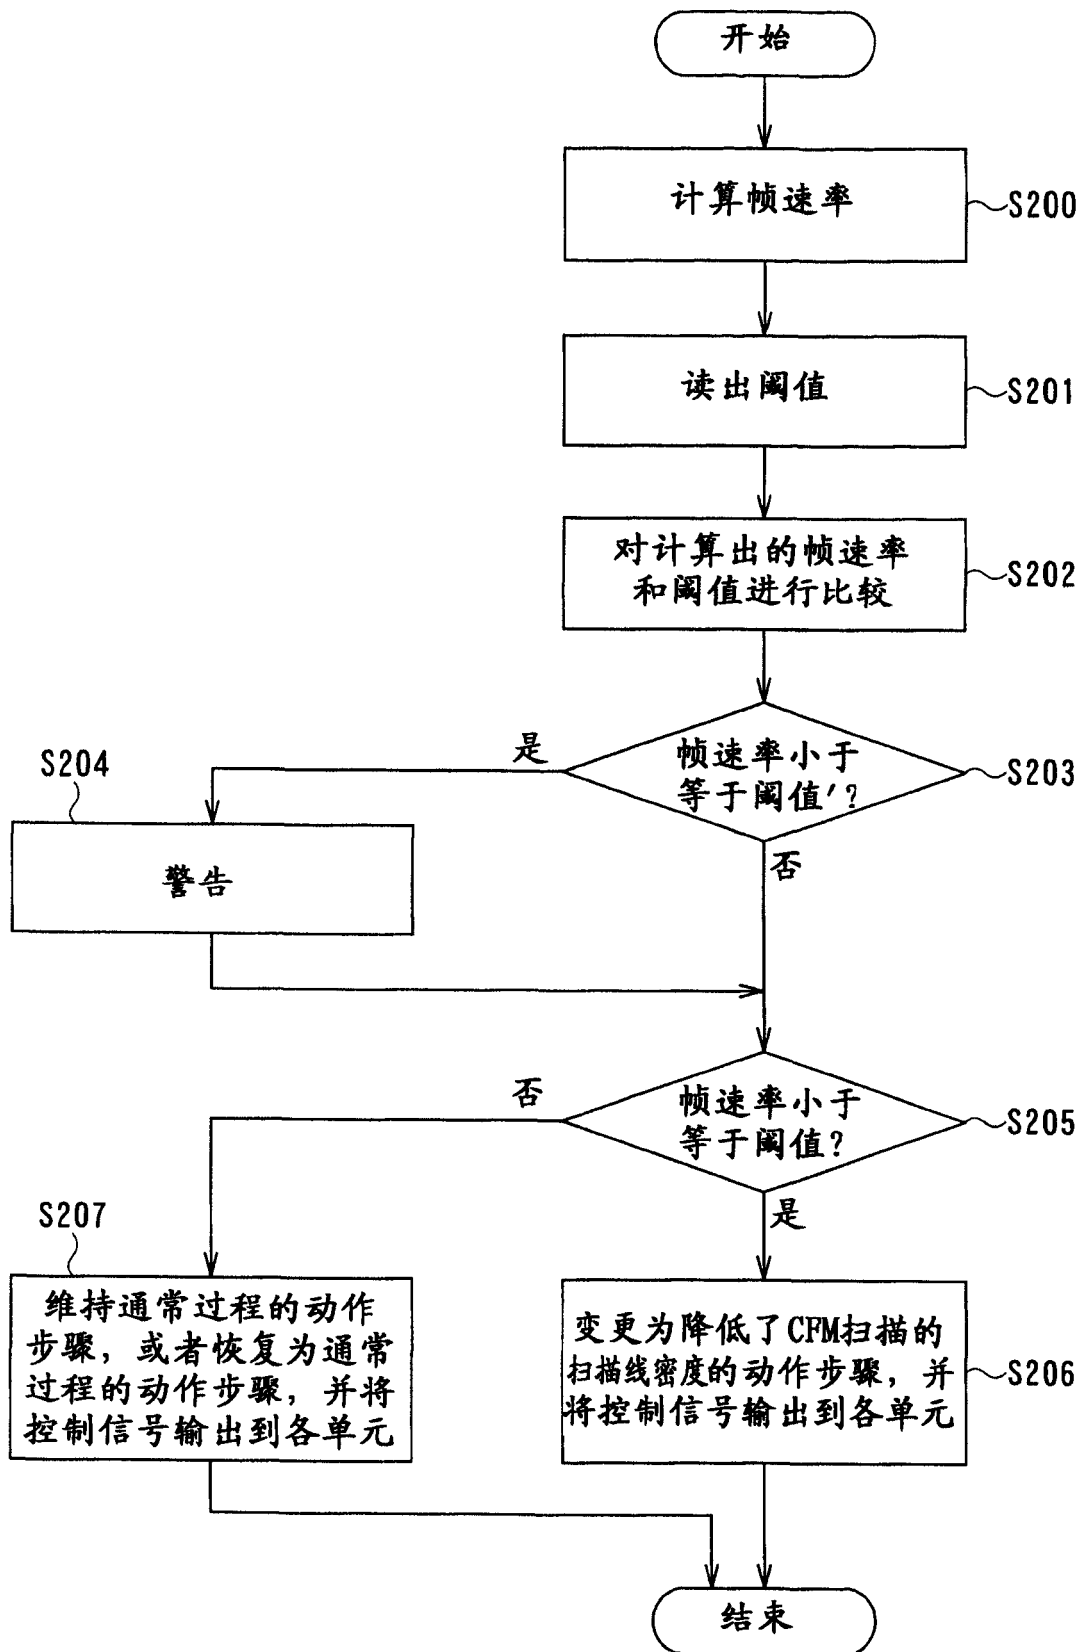 开始
计算帧速率
S200
读出阈值
S201
对计算出的帧速率
和阈值进行比较
S202
帧速率小于
等于阈值′?
S203
是
否
S204
警告
帧速率小于
等于阈值?
S205
否
是
S207
维持通常过程的动作
步骤，或者恢复为通常
过程的动作步骤，并将
控制信号输出到各单元
变更为降低了CFM扫描的
扫描线密度的动作步骤，并
将控制信号输出到各单元
S206
结束